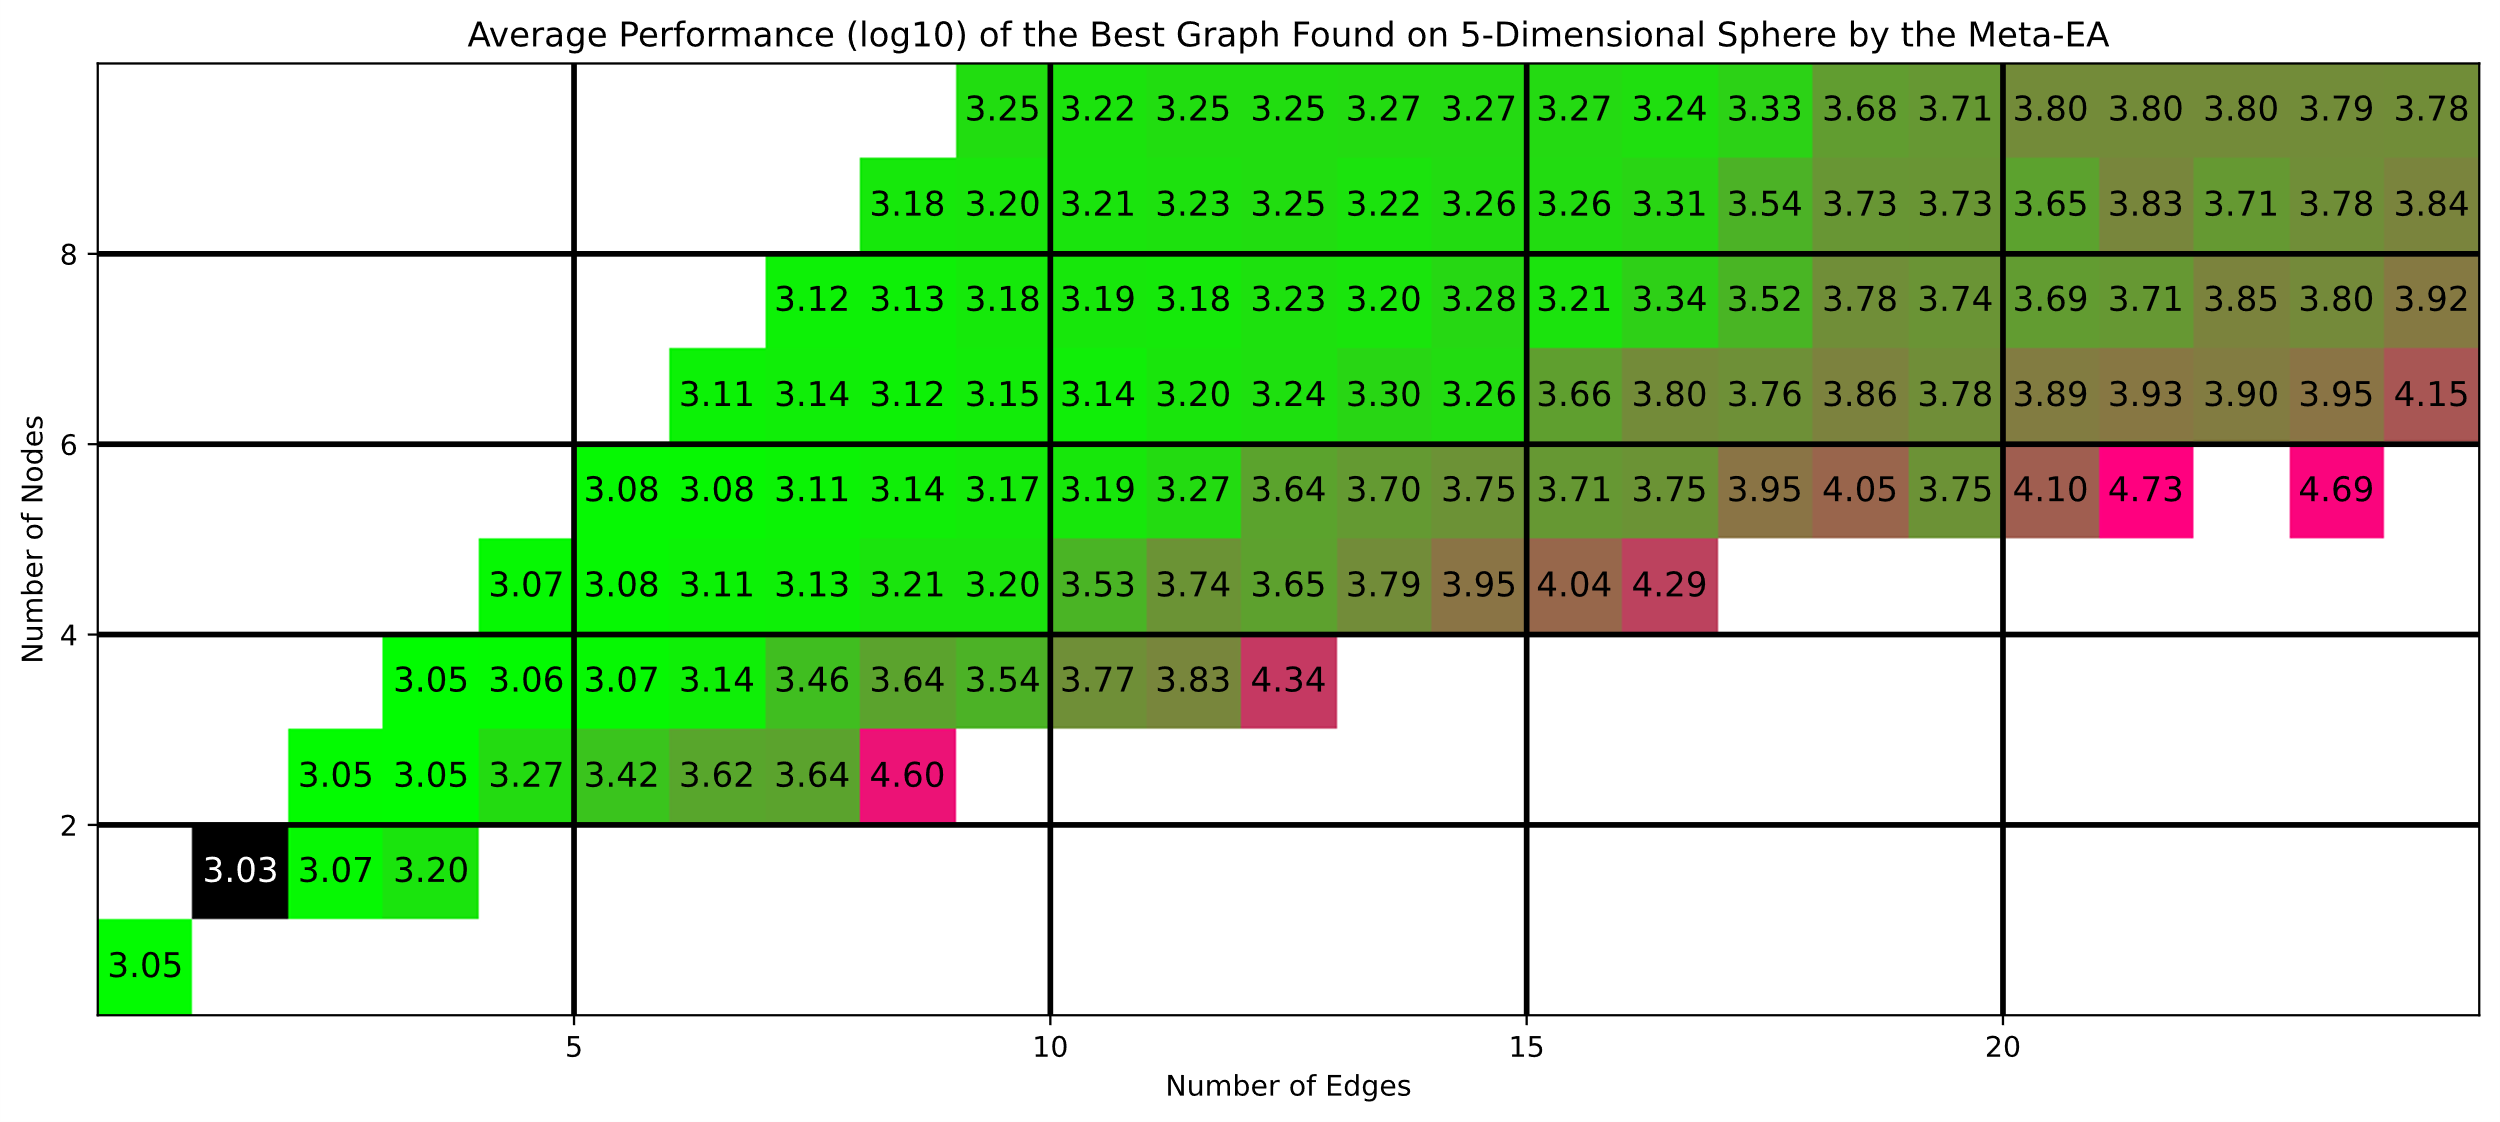 Average Performance (log10) of the Best Graph Found on 5-Dimensional Sphere by the Meta-EA
3.25 3.22 3.25 3.25 3.27 3.27 3.27 3.24 3.33 3.68 3.71 3.80 3.80 3.80 3.79 3.78
3.18 3.20 3.21 3.23 3.25 3.22 3.26 3.26 3.31 3.54 3.73 3.73 3.65 3.83 3.71 3.78 3.84
8
3.12 3.13 3.18 3.19 3.18 3.23 3.20 3.28 3.21 3.34 3.52 3.78 3.74 3.69 3.71 3.85 3.80 3.92
3.11 3.14 3.12 3.15 3.14 3.20 3.24 3.30 3.26 3.66 3.80 3.76 3.86 3.78 3.89 3.93 3.90 3.95 4.15
6
3.08 3.08 3.11 3.14 3.17 3.19 3.27 3.64 3.70 3.75 3.71 3.75 3.95 4.05 3.75 4.10 4.73 4.69
3.07 3.08 3.11 3.13 3.21 3.20 3.53 3.74 3.65 3.79 3.95 4.04 4.29
4
3.05 3.06 3.07 3.14 3.46 3.64 3.54 3.77 3.83 4.34
3.05 3.05 3.27 3.42 3.62 3.64 4.60
2
3.03 3.07 3.20
3.05
Number of Nodes
5 10 15 20
Number of Edges